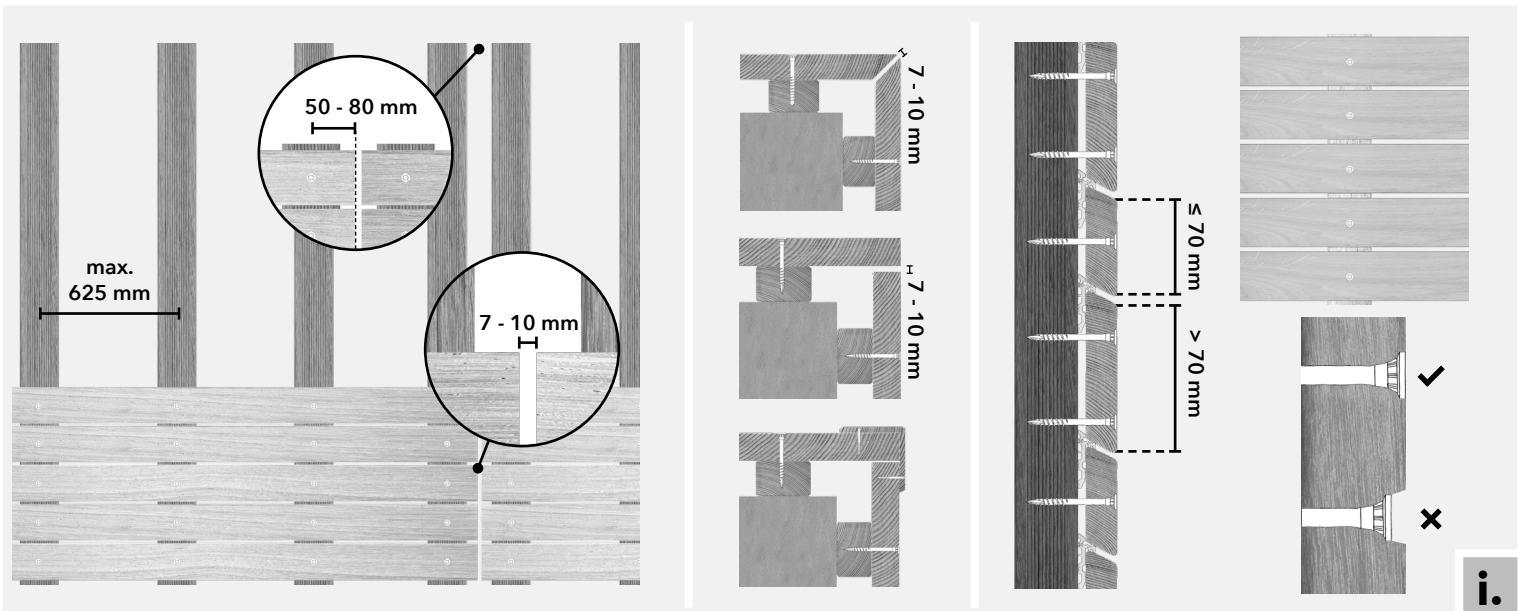 50 - 80 mm
max.
625 mm
7 - 10 mm
7 - 10 mm
7 - 10 mm
≤ 70 mm
> 70 mm
i.